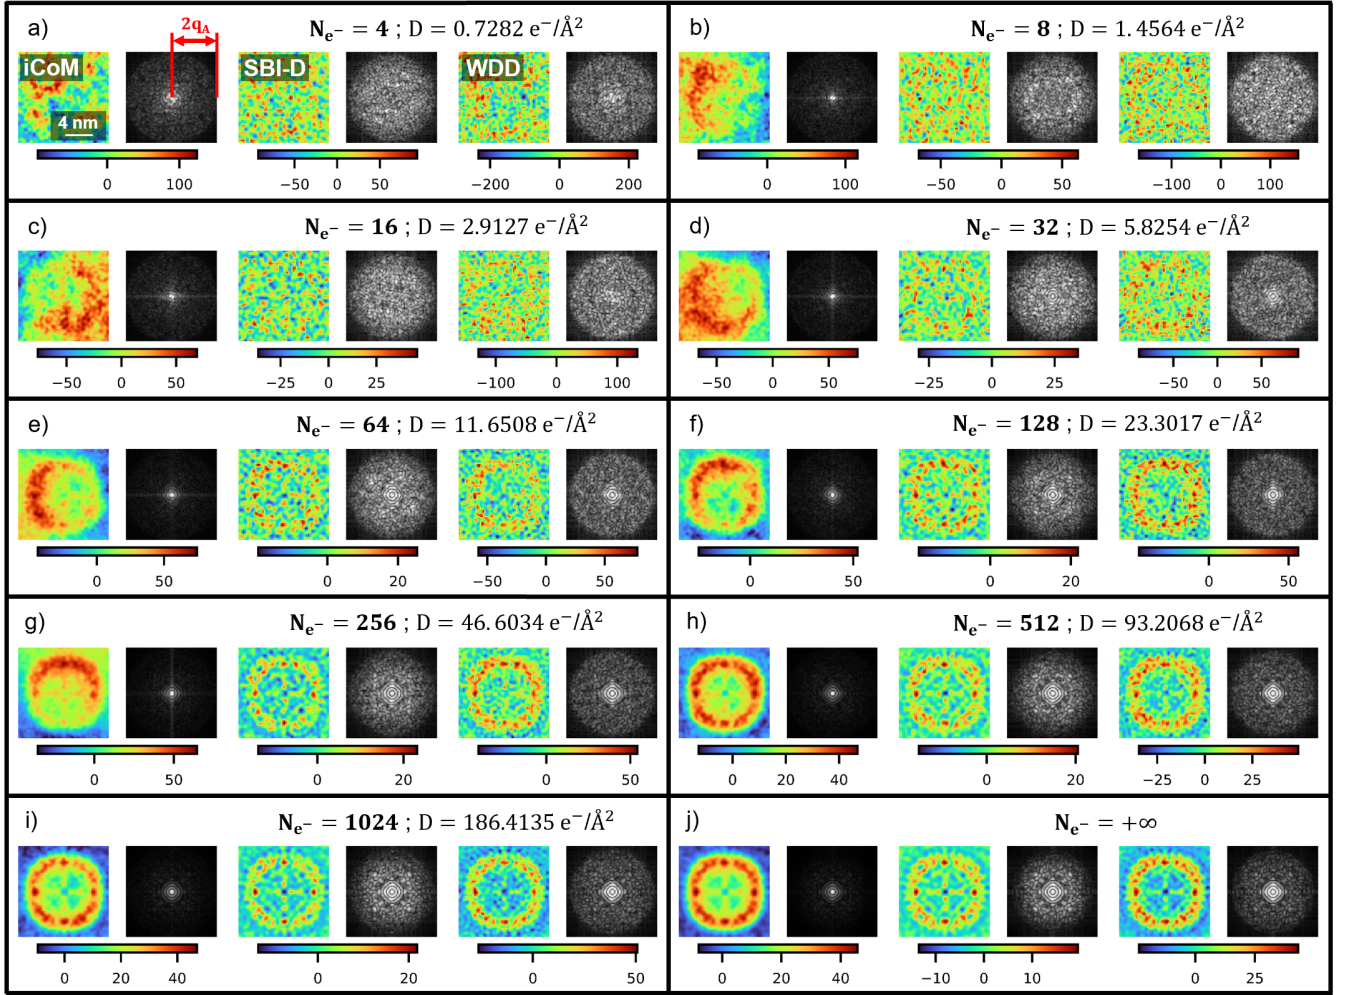 a) N_e⁻ = 4 ; D = 0.7282 e⁻/Å²
2q_A
iCoM SBI-D WDD
4 nm
0 100 −50 0 50 −200 0 200
b) N_e⁻ = 8 ; D = 1.4564 e⁻/Å²
0 100 −50 0 50 −100 0 100
c) N_e⁻ = 16 ; D = 2.9127 e⁻/Å²
−50 0 50 −25 0 25 −100 0 100
d) N_e⁻ = 32 ; D = 5.8254 e⁻/Å²
−50 0 50 −25 0 25 −50 0 50
e) N_e⁻ = 64 ; D = 11.6508 e⁻/Å²
0 50 0 20 −50 0 50
f) N_e⁻ = 128 ; D = 23.3017 e⁻/Å²
0 50 0 20 0 50
g) N_e⁻ = 256 ; D = 46.6034 e⁻/Å²
0 50 0 20 0 50
h) N_e⁻ = 512 ; D = 93.2068 e⁻/Å²
0 20 40 0 20 −25 0 25
i) N_e⁻ = 1024 ; D = 186.4135 e⁻/Å²
0 20 40 0 20 0 50
j) N_e⁻ = +∞
0 20 40 −10 0 10 0 25